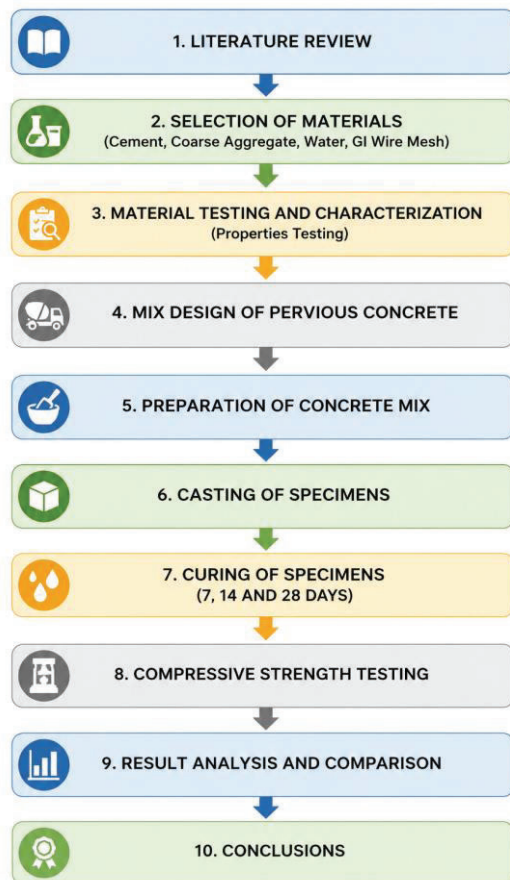 1. LITERATURE REVIEW
2. SELECTION OF MATERIALS
(Cement, Coarse Aggregate, Water, GI Wire Mesh)
3. MATERIAL TESTING AND CHARACTERIZATION
(Properties Testing)
4. MIX DESIGN OF PERVIOUS CONCRETE
5. PREPARATION OF CONCRETE MIX
6. CASTING OF SPECIMENS
7. CURING OF SPECIMENS
(7, 14 AND 28 DAYS)
8. COMPRESSIVE STRENGTH TESTING
9. RESULT ANALYSIS AND COMPARISON
10. CONCLUSIONS